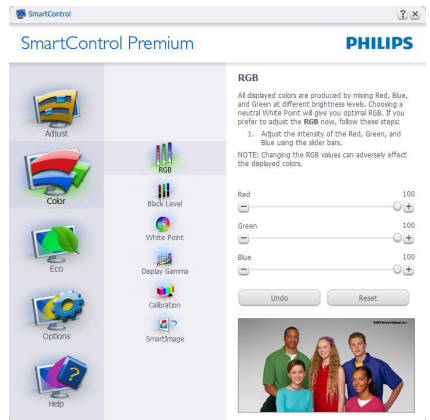 SmartControl
SmartControl Premium
PHILIPS
Adjust
Color
Eco
Options
Help
RGB
Black Level
White Point
Display Gamma
Calibration
SmartImage
RGB
All displayed colors are produced by mixing Red, Blue,
and Green at different brightness levels. Choosing a
neutral White Point will give you optimal RGB. If you
prefer to adjust the RGB now, follow these steps:
1. Adjust the intensity of the Red, Green, and
Blue using the slider bars.
NOTE: Changing the RGB values can adversely effect
the displayed colors.
Red 100
Green 100
Blue 100
Undo
Reset